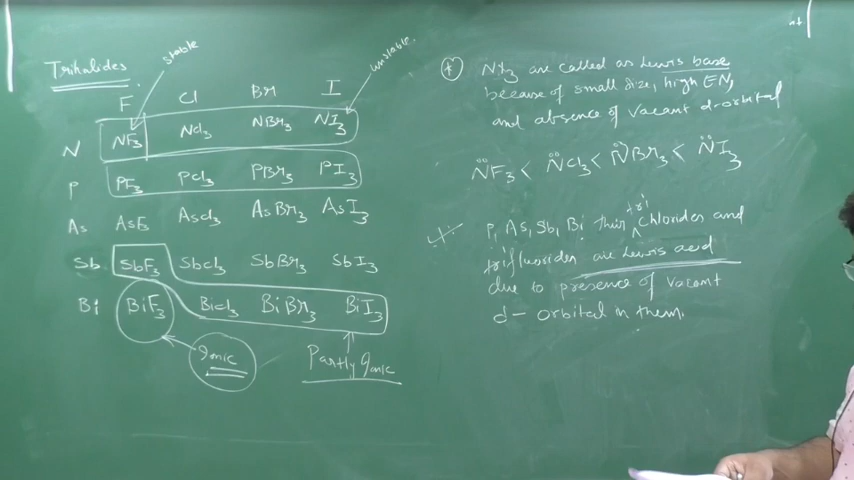 Trihalides
stable
unstable
F Cl Br I
N NF3 NCl3 NBr3 NI3
P PF3 PCl3 PBr3 PI3
As AsF3 AsCl3 AsBr3 AsI3
Sb SbF3 SbCl3 SbBr3 SbI3
Bi BiF3 BiCl3 BiBr3 BiI3
Ionic
Partly Ionic
NX3 are called as Lewis base
because of small size, high EN,
and absence of vacant d-orbital
NF3 < NCl3 < NBr3 < NI3
P, As, Sb, Bi their tri chlorides and
trifluorides are Lewis acid
due to presence of vacant
d- orbital in them.